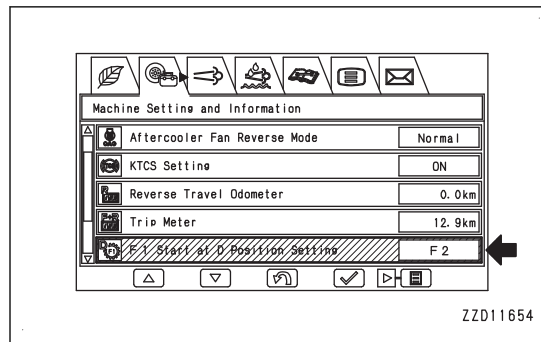 Machine Setting and Information
Aftercooler Fan Reverse Mode Normal
KTCS Setting ON
Reverse Travel Odometer 0.0km
Trip Meter 12.9km
F1 Start at D Position Setting F2
ZZD11654